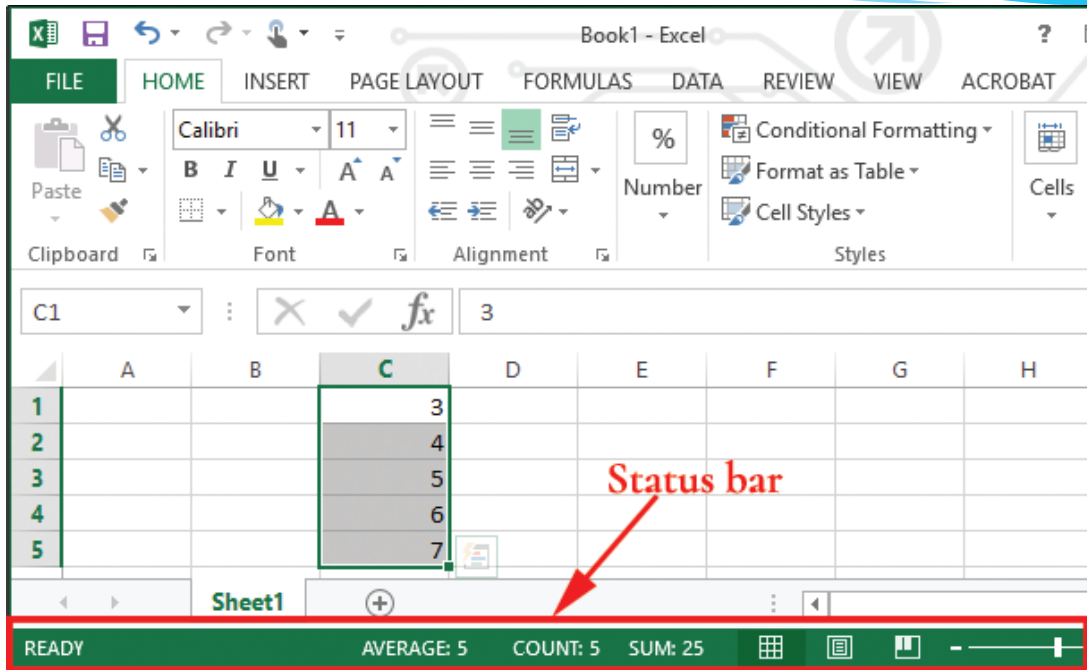 Book1 - Excel ?
FILE HOME INSERT PAGE LAYOUT FORMULAS DATA REVIEW VIEW ACROBAT
Calibri 11 % Conditional Formatting
B I U A A Format as Table
Paste Number Cells
A Cell Styles
Clipboard Font Alignment Styles
C1 fx 3
A B C D E F G H
1 3
2 4
3 5
4 6
5 7
Status bar
Sheet1
READY AVERAGE: 5 COUNT: 5 SUM: 25